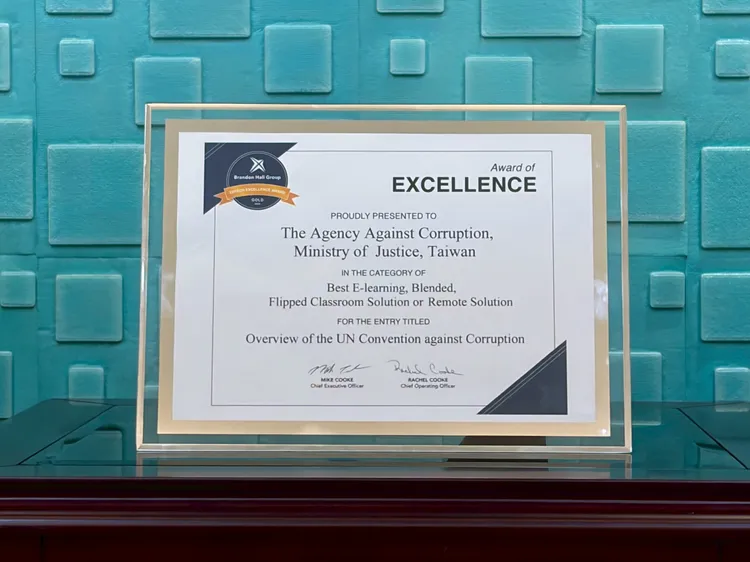 Brandon Hall Group
EXCELLENCE AWARDS
GOLD
Award of
EXCELLENCE
PROUDLY PRESENTED TO
The Agency Against Corruption,
Ministry of Justice, Taiwan
IN THE CATEGORY OF
Best E-learning, Blended,
Flipped Classroom Solution or Remote Solution
FOR THE ENTRY TITLED
Overview of the UN Convention against Corruption
MIKE COOKE
Chief Executive Officer
RACHEL COOKE
Chief Operating Officer